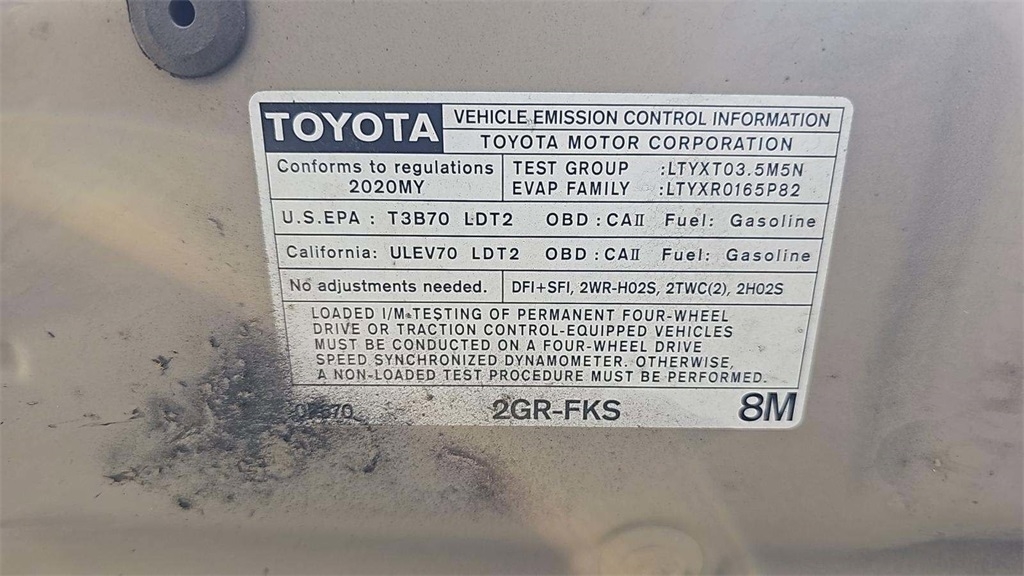 TOYOTA
VEHICLE EMISSION CONTROL INFORMATION
TOYOTA MOTOR CORPORATION
Conforms to regulations
2020MY
TEST GROUP :LTYXT03.5M5N
EVAP FAMILY :LTYXR0165P82
U.S.EPA : T3B70 LDT2 OBD : CAII Fuel: Gasoline
California: ULEV70 LDT2 OBD : CAII Fuel: Gasoline
No adjustments needed.
DFI+SFI, 2WR-HO2S, 2TWC(2), 2HO2S
LOADED I/M TESTING OF PERMANENT FOUR-WHEEL
DRIVE OR TRACTION CONTROL-EQUIPPED VEHICLES
MUST BE CONDUCTED ON A FOUR-WHEEL DRIVE
SPEED SYNCHRONIZED DYNAMOMETER. OTHERWISE,
A NON-LOADED TEST PROCEDURE MUST BE PERFORMED.
2GR-FKS
8M